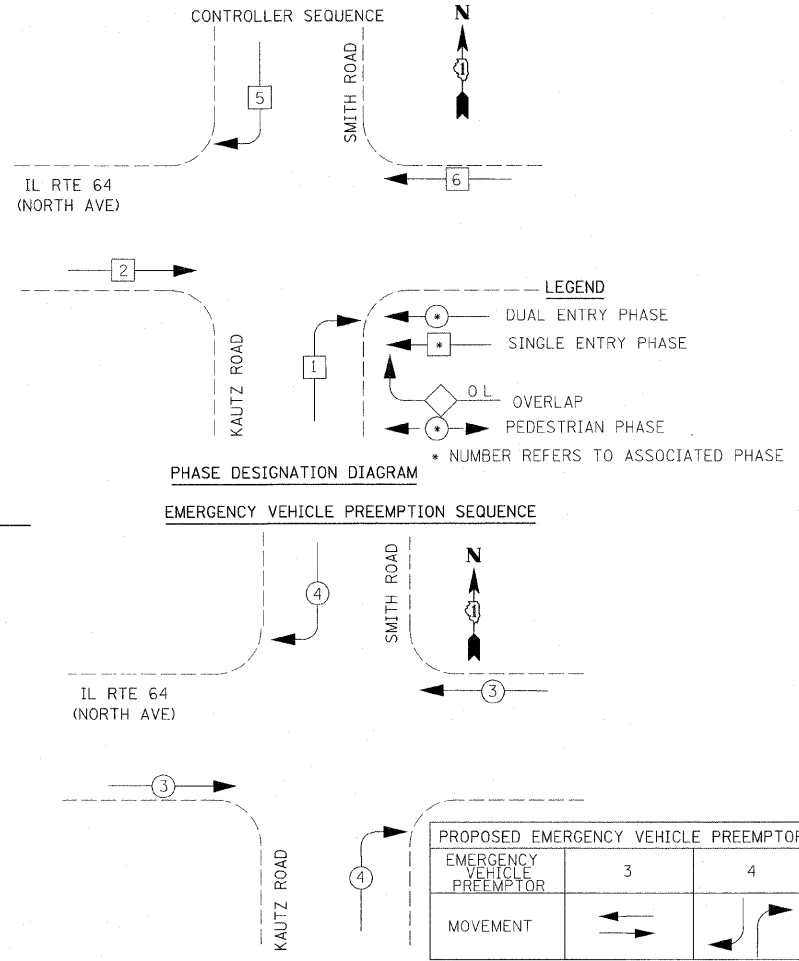 CONTROLLER SEQUENCE
N
1
5
SMITH ROAD
6
IL RTE 64
(NORTH AVE)
2
1
KAUTZ ROAD
LEGEND
* DUAL ENTRY PHASE
* SINGLE ENTRY PHASE
OL OVERLAP
* PEDESTRIAN PHASE
* NUMBER REFERS TO ASSOCIATED PHASE
PHASE DESIGNATION DIAGRAM
EMERGENCY VEHICLE PREEMPTION SEQUENCE
N
1
4
SMITH ROAD
3
IL RTE 64
(NORTH AVE)
3
4
KAUTZ ROAD
PROPOSED EMERGENCY VEHICLE PREEMPTOR
EMERGENCY
VEHICLE
PREEMPTOR
3
4
MOVEMENT